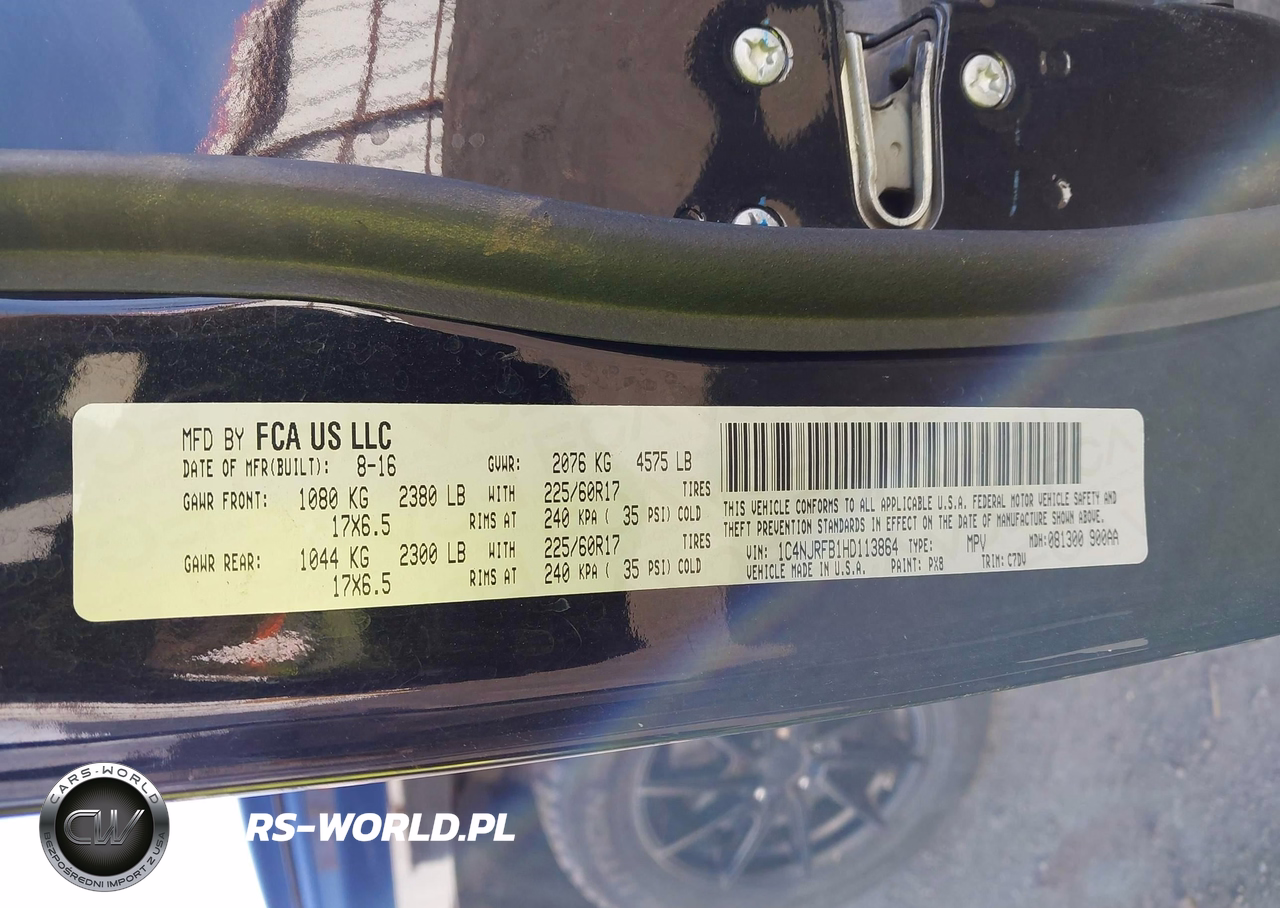 MFD BY FCA US LLC
DATE OF MFR(BUILT): 8-16 GVWR: 2076 KG 4575 LB
GAWR FRONT: 1080 KG 2380 LB WITH 225/60R17 TIRES
17X6.5 RIMS AT 240 KPA ( 35 PSI) COLD
GAWR REAR: 1044 KG 2300 LB WITH 225/60R17 TIRES
17X6.5 RIMS AT 240 KPA ( 35 PSI) COLD
THIS VEHICLE CONFORMS TO ALL APPLICABLE U.S.A. FEDERAL MOTOR VEHICLE SAFETY AND
THEFT PREVENTION STANDARDS IN EFFECT ON THE DATE OF MANUFACTURE SHOWN ABOVE.
VIN: 1C4NJRFB1HD113864 TYPE: MPV MDH: 081300 900AA
VEHICLE MADE IN U.S.A. PAINT: PX8 TRIM: C7DV
CARS-WORLD
CW
BEZPOŚREDNI IMPORT Z USA
RS-WORLD.PL